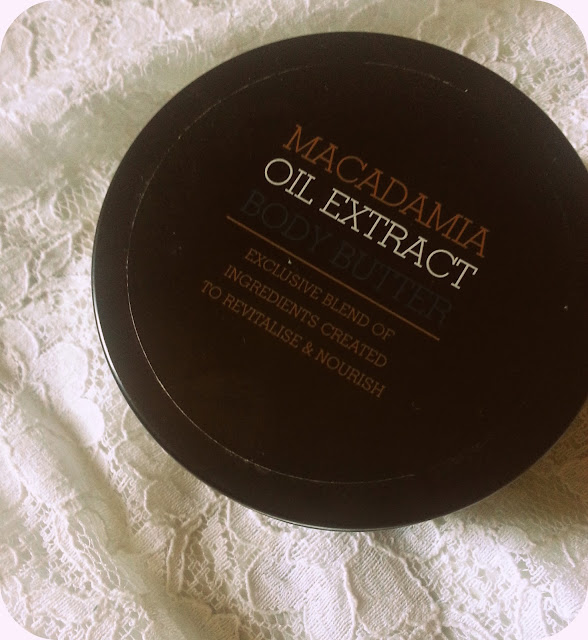 MACADAMIA
OIL EXTRACT
BODY BUTTER
EXCLUSIVE BLEND OF
INGREDIENTS CREATED
TO REVITALISE & NOURISH